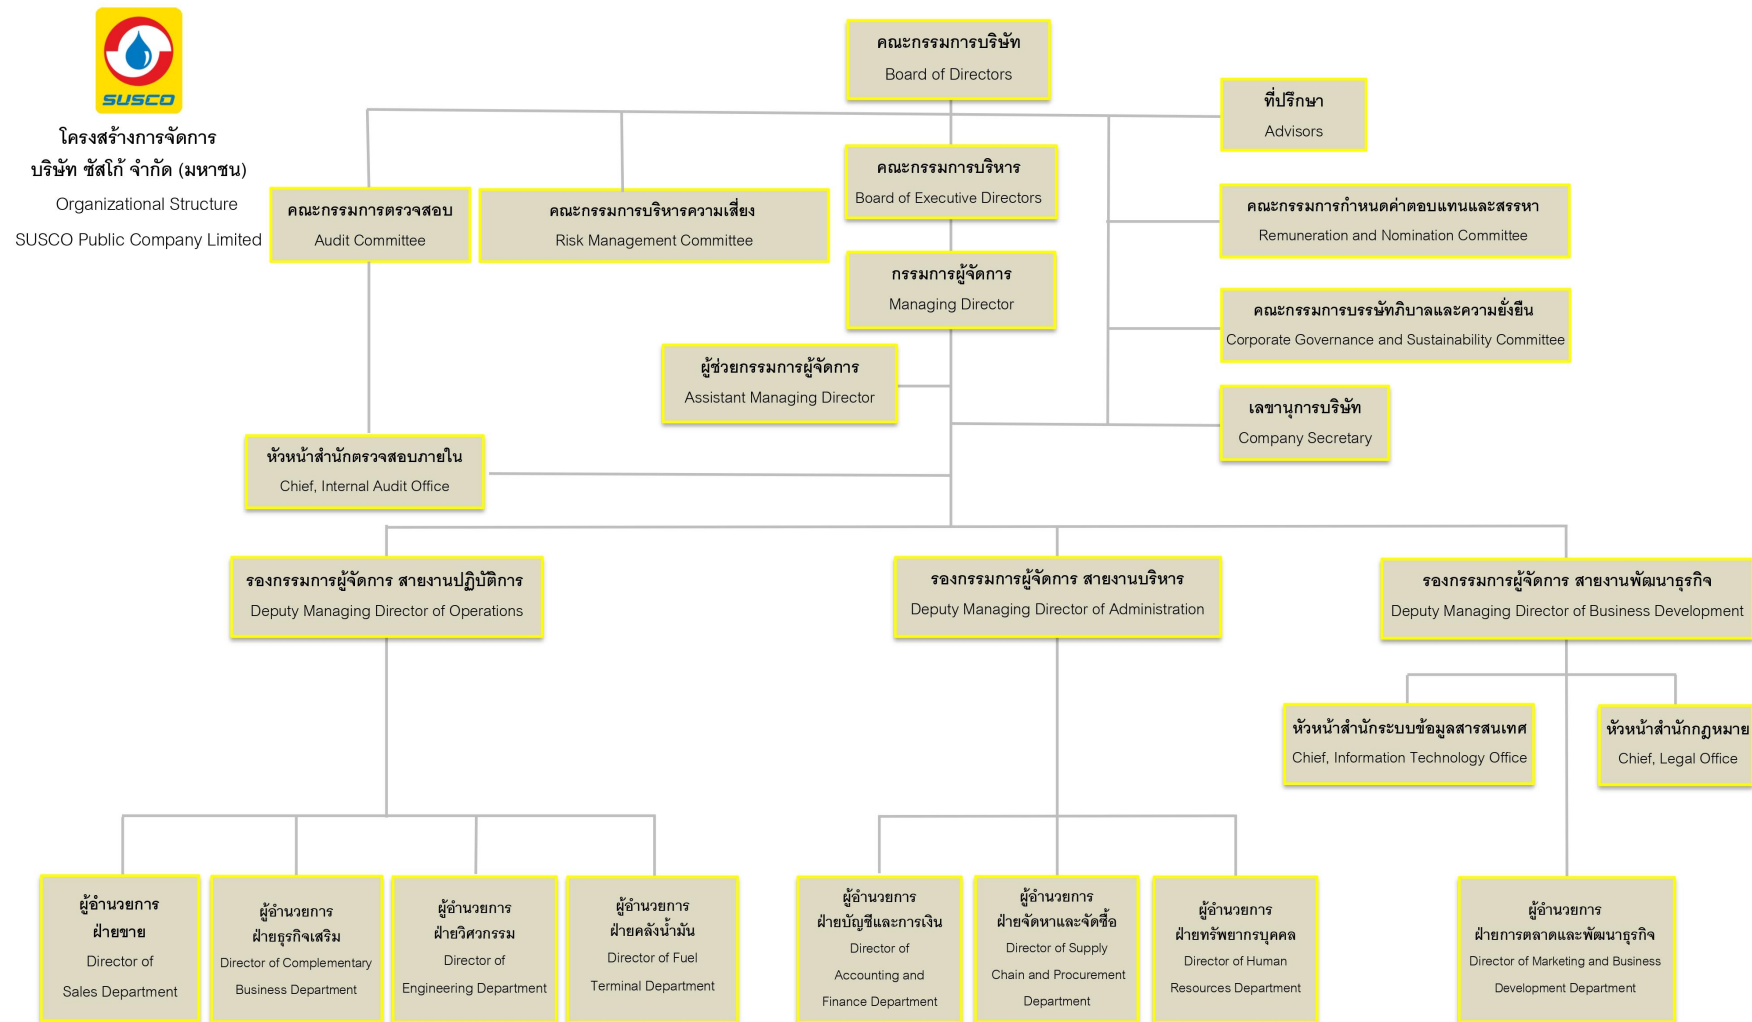 SUSCO
โครงสร้างการจัดการ
บริษัท ซัสโก้ จำกัด (มหาชน)
Organizational Structure
SUSCO Public Company Limited
คณะกรรมการบริษัท
Board of Directors
ที่ปรึกษา
Advisors
คณะกรรมการตรวจสอบ
Audit Committee
คณะกรรมการบริหารความเสี่ยง
Risk Management Committee
คณะกรรมการบริหาร
Board of Executive Directors
คณะกรรมการกำหนดค่าตอบแทนและสรรหา
Remuneration and Nomination Committee
กรรมการผู้จัดการ
Managing Director
คณะกรรมการบรรษัทภิบาลและความยั่งยืน
Corporate Governance and Sustainability Committee
ผู้ช่วยกรรมการผู้จัดการ
Assistant Managing Director
เลขานุการบริษัท
Company Secretary
หัวหน้าสำนักตรวจสอบภายใน
Chief, Internal Audit Office
รองกรรมการผู้จัดการ สายงานปฏิบัติการ
Deputy Managing Director of Operations
รองกรรมการผู้จัดการ สายงานบริหาร
Deputy Managing Director of Administration
รองกรรมการผู้จัดการ สายงานพัฒนาธุรกิจ
Deputy Managing Director of Business Development
หัวหน้าสำนักระบบข้อมูลสารสนเทศ
Chief, Information Technology Office
หัวหน้าสำนักกฎหมาย
Chief, Legal Office
ผู้อำนวยการ
ฝ่ายขาย
Director of
Sales Department
ผู้อำนวยการ
ฝ่ายธุรกิจเสริม
Director of Complementary
Business Department
ผู้อำนวยการ
ฝ่ายวิศวกรรม
Director of
Engineering Department
ผู้อำนวยการ
ฝ่ายคลังน้ำมัน
Director of Fuel
Terminal Department
ผู้อำนวยการ
ฝ่ายบัญชีและการเงิน
Director of
Accounting and
Finance Department
ผู้อำนวยการ
ฝ่ายจัดหาและจัดซื้อ
Director of Supply
Chain and Procurement
Department
ผู้อำนวยการ
ฝ่ายทรัพยากรบุคคล
Director of Human
Resources Department
ผู้อำนวยการ
ฝ่ายการตลาดและพัฒนาธุรกิจ
Director of Marketing and Business
Development Department